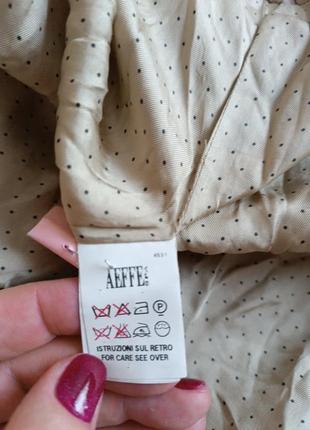 AEFFE
P
ISTRUZIONI SUL RETRO
FOR CARE SEE OVER